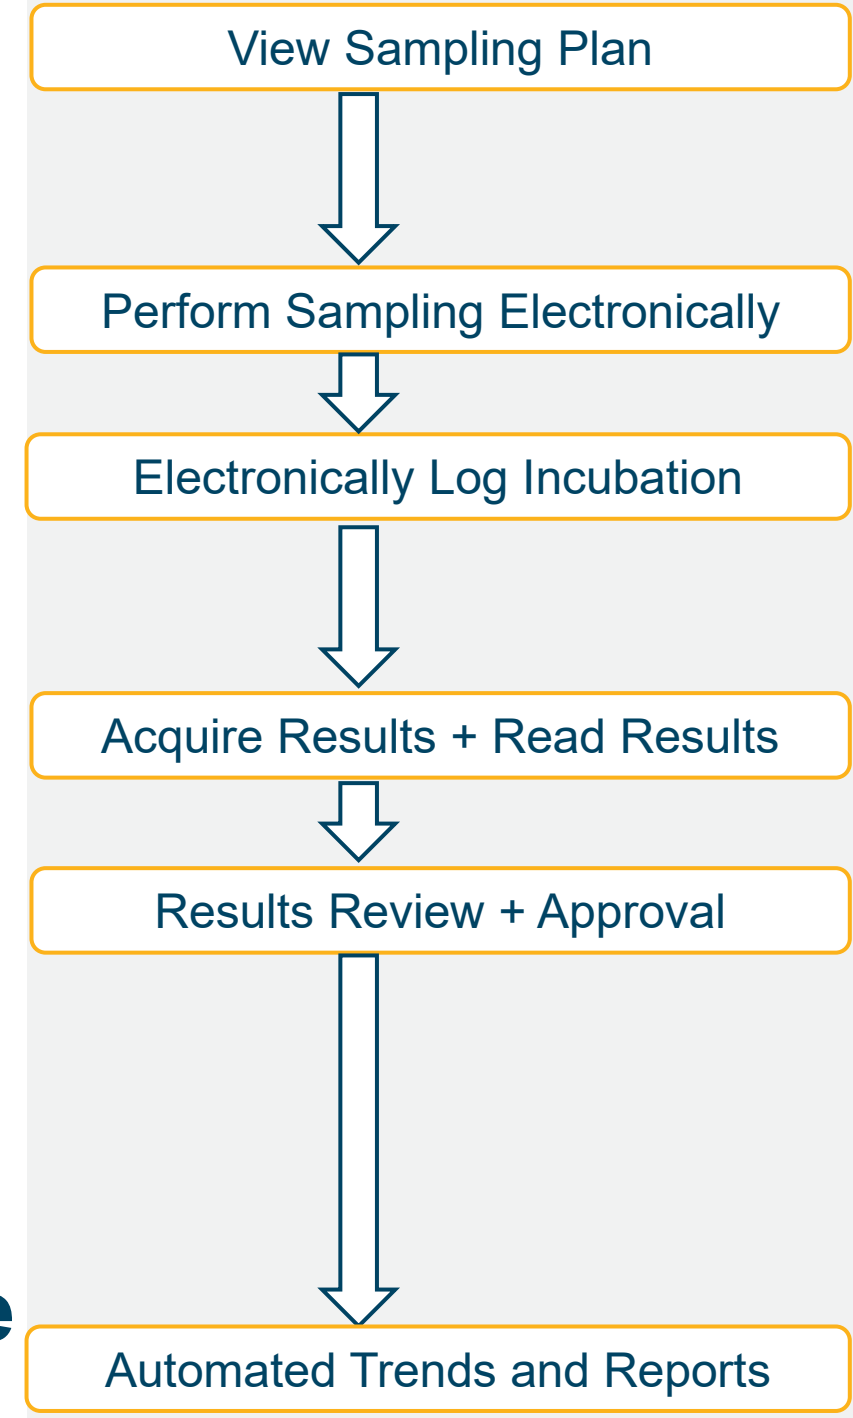 View Sampling Plan
Perform Sampling Electronically
Electronically Log Incubation
Acquire Results + Read Results
Results Review + Approval
e
Automated Trends and Reports